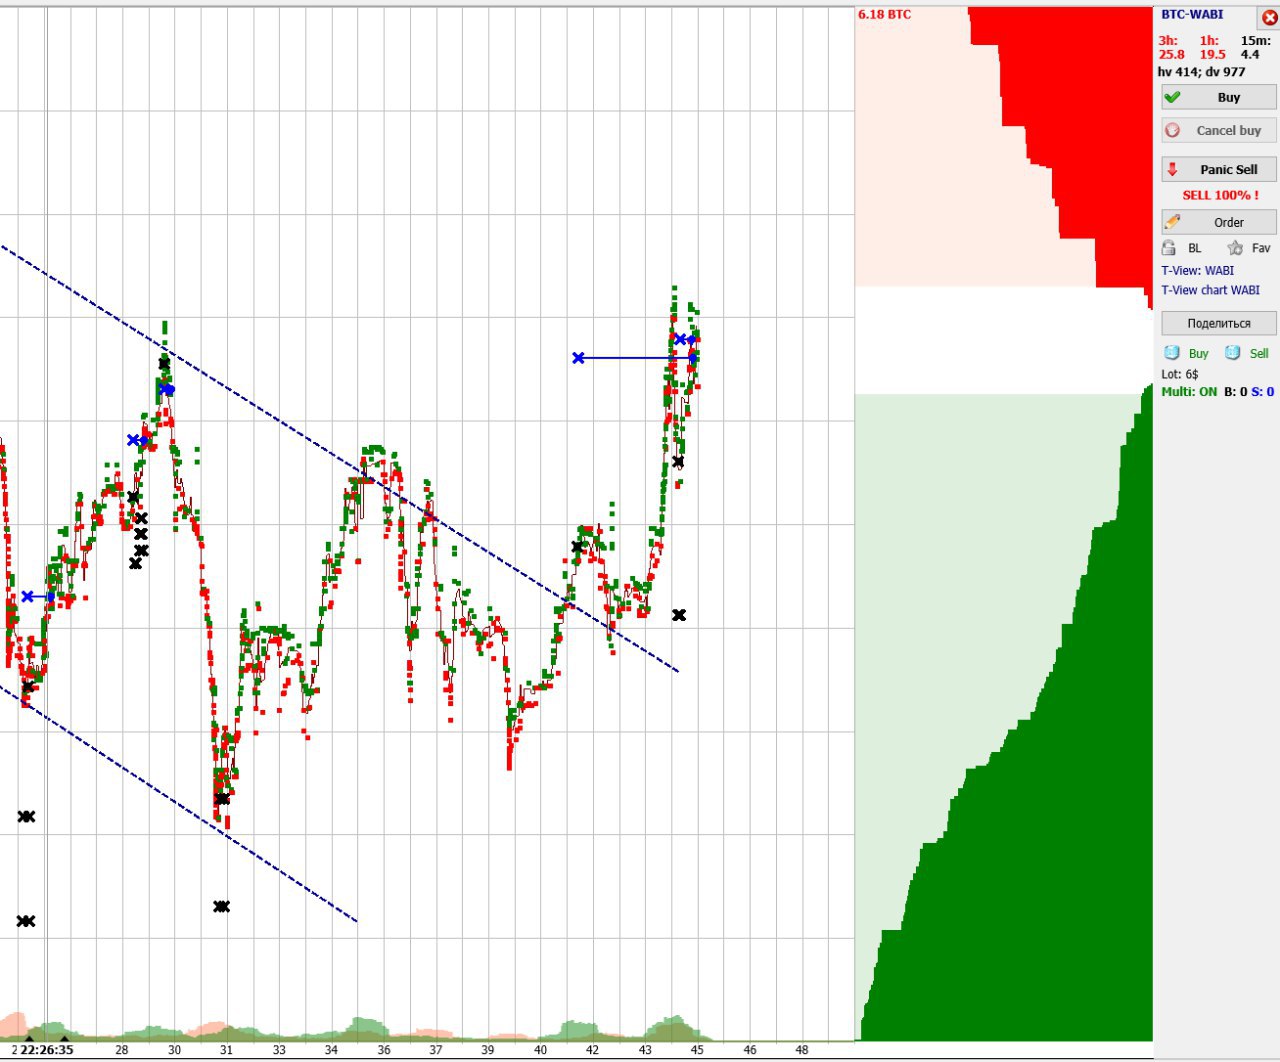 6.18 BTC
BTC-WABI
3h: 1h: 15m:
25.8 19.5 4.4
hv 414; dv 977
Buy
Cancel buy
Panic Sell
SELL 100% !
Order
BL Fav
T-View: WABI
T-View chart WABI
Поделиться
Buy Sell
Lot: 6$
Multi: ON B: 0 S: 0
2 22:26:35 28 30 31 33 34 36 37 39 40 42 43 45 46 48